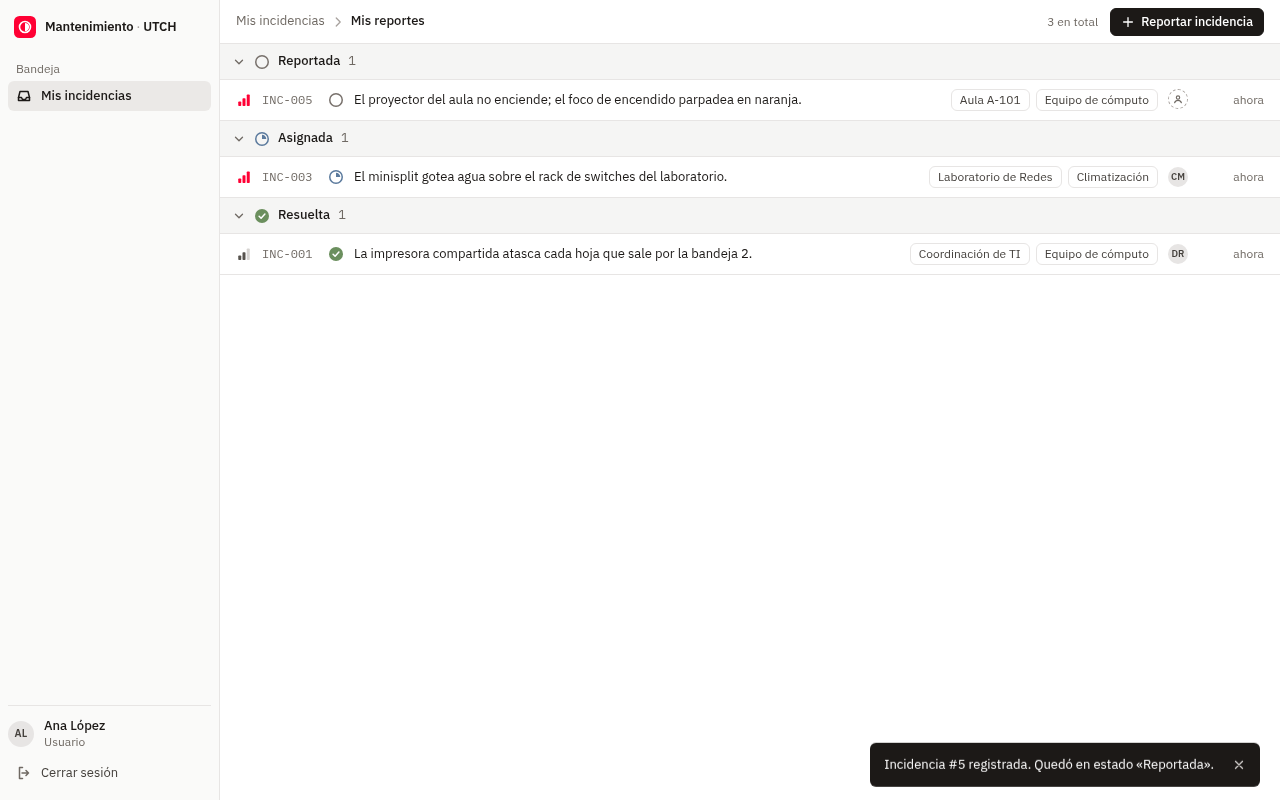 Mantenimiento · UTCH
Bandeja
Mis incidencias
Mis incidencias > Mis reportes
3 en total
+ Reportar incidencia
Reportada 1
INC-005 El proyector del aula no enciende; el foco de encendido parpadea en naranja. Aula A-101 Equipo de cómputo ahora
Asignada 1
INC-003 El minisplit gotea agua sobre el rack de switches del laboratorio. Laboratorio de Redes Climatización CM ahora
Resuelta 1
INC-001 La impresora compartida atasca cada hoja que sale por la bandeja 2. Coordinación de TI Equipo de cómputo DR ahora
AL Ana López
Usuario
Cerrar sesión
Incidencia #5 registrada. Quedó en estado «Reportada».